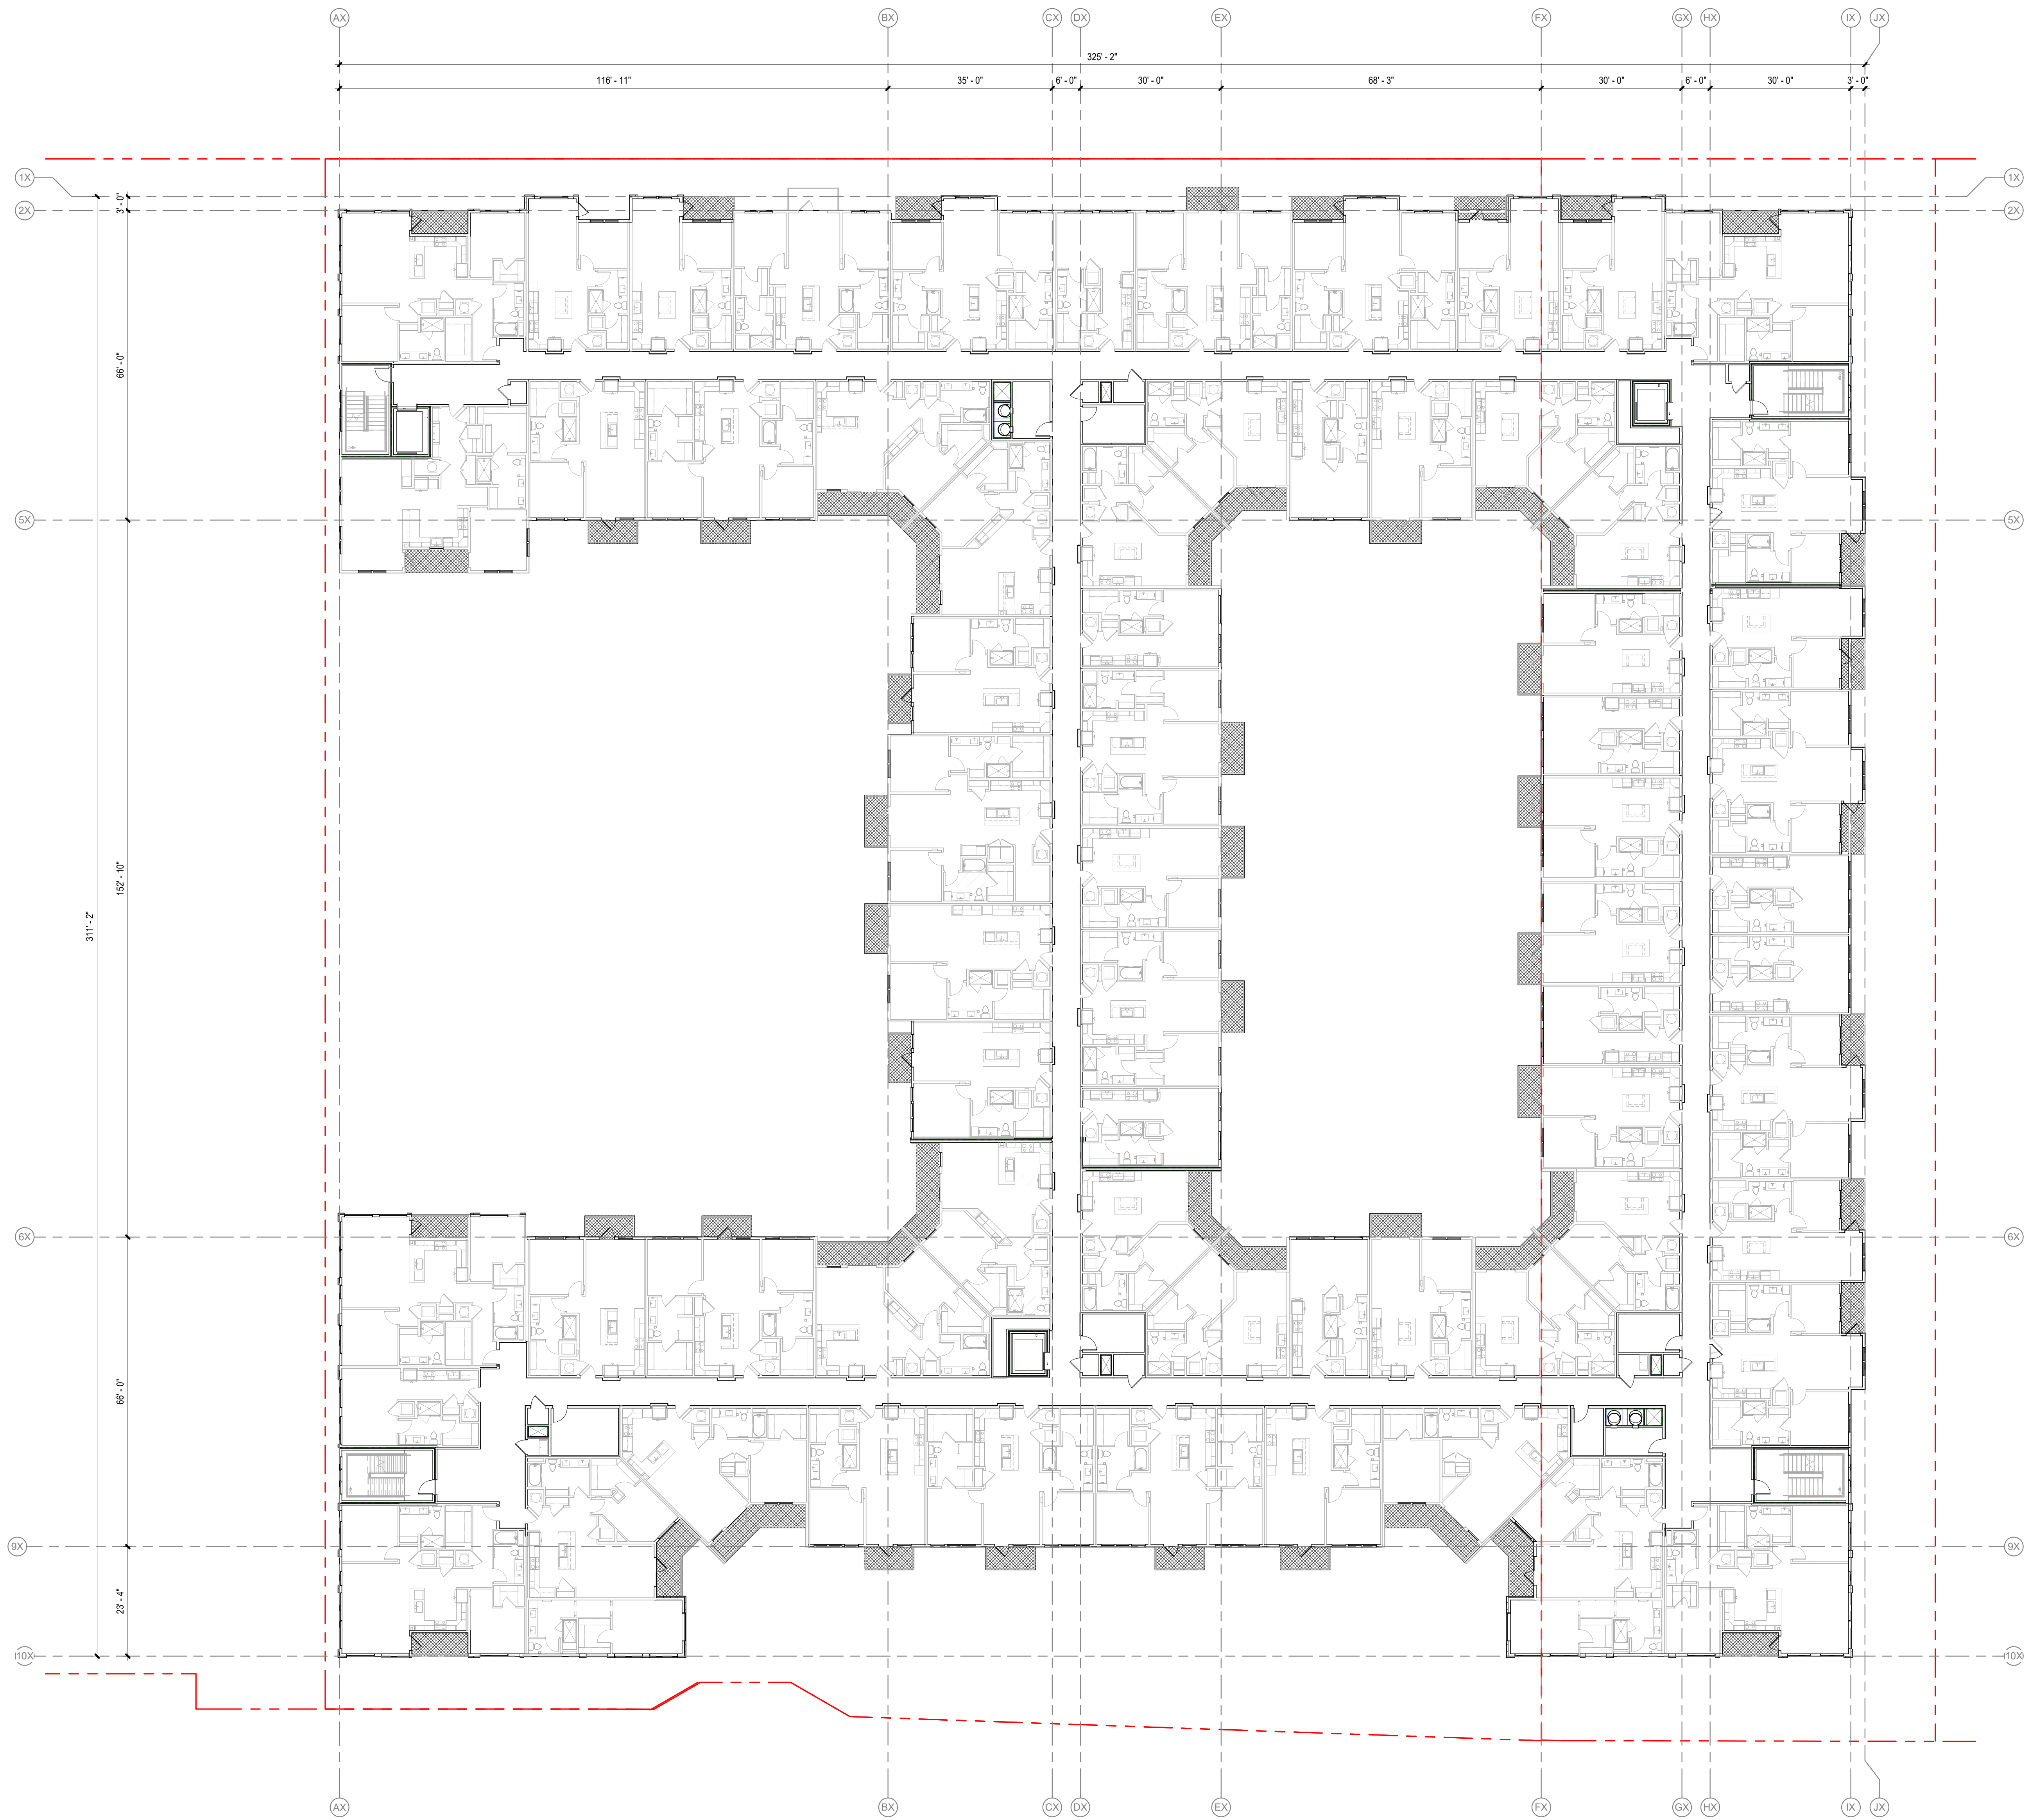 AX BX CX DX EX FX GX HX IX JX
325' - 2"
116' - 11" 35' - 0" 6' - 0" 30' - 0" 68' - 3" 30' - 0" 6' - 0" 30' - 0" 3' - 0"
1X 1X
3' - 0"
2X 2X
66' - 0"
5X 5X
152' - 10"
311' - 2"
6X 6X
66' - 0"
9X 9X
23' - 4"
10X 10X
AX BX CX DX EX FX GX HX IX JX